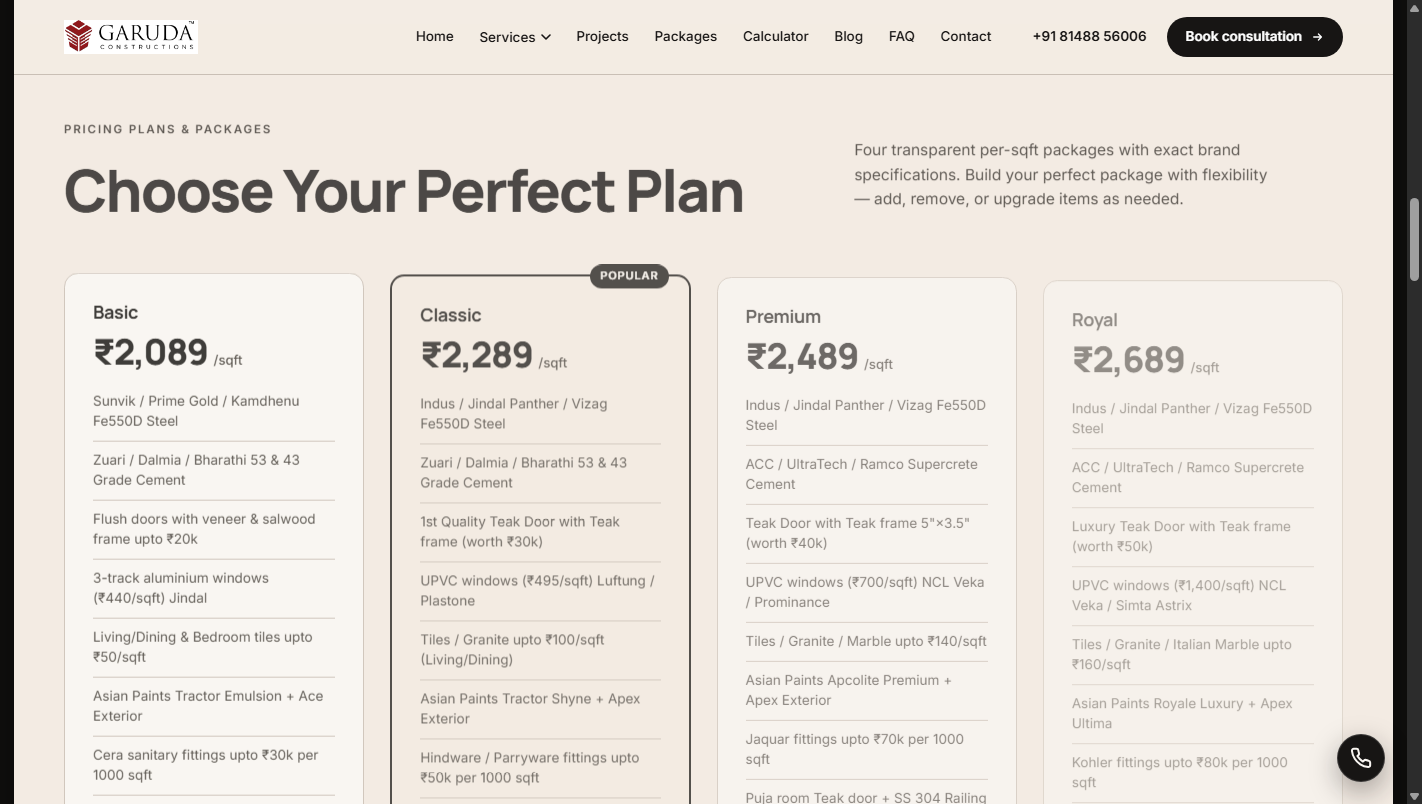 GARUDA™
CONSTRUCTIONS
Home
Services
Projects
Packages
Calculator
Blog
FAQ
Contact
+91 81488 56006
Book consultation →
PRICING PLANS & PACKAGES
Choose Your Perfect Plan
Four transparent per-sqft packages with exact brand
specifications. Build your perfect package with flexibility
— add, remove, or upgrade items as needed.
Basic
₹2,089 /sqft
Sunvik / Prime Gold / Kamdhenu
Fe550D Steel
Zuari / Dalmia / Bharathi 53 & 43
Grade Cement
Flush doors with veneer & salwood
frame upto ₹20k
3-track aluminium windows
(₹440/sqft) Jindal
Living/Dining & Bedroom tiles upto
₹50/sqft
Asian Paints Tractor Emulsion + Ace
Exterior
Cera sanitary fittings upto ₹30k per
1000 sqft
POPULAR
Classic
₹2,289 /sqft
Indus / Jindal Panther / Vizag
Fe550D Steel
Zuari / Dalmia / Bharathi 53 & 43
Grade Cement
1st Quality Teak Door with Teak
frame (worth ₹30k)
UPVC windows (₹495/sqft) Luftung /
Plastone
Tiles / Granite upto ₹100/sqft
(Living/Dining)
Asian Paints Tractor Shyne + Apex
Exterior
Hindware / Parryware fittings upto
₹50k per 1000 sqft
Premium
₹2,489 /sqft
Indus / Jindal Panther / Vizag Fe550D
Steel
ACC / UltraTech / Ramco Supercrete
Cement
Teak Door with Teak frame 5"×3.5"
(worth ₹40k)
UPVC windows (₹700/sqft) NCL Veka
/ Prominance
Tiles / Granite / Marble upto ₹140/sqft
Asian Paints Apcolite Premium +
Apex Exterior
Jaquar fittings upto ₹70k per 1000
sqft
Puja room Teak door + SS 304 Railing
Royal
₹2,689 /sqft
Indus / Jindal Panther / Vizag Fe550D
Steel
ACC / UltraTech / Ramco Supercrete
Cement
Luxury Teak Door with Teak frame
(worth ₹50k)
UPVC windows (₹1,400/sqft) NCL
Veka / Simta Astrix
Tiles / Granite / Italian Marble upto
₹160/sqft
Asian Paints Royale Luxury + Apex
Ultima
Kohler fittings upto ₹80k per 1000
sqft